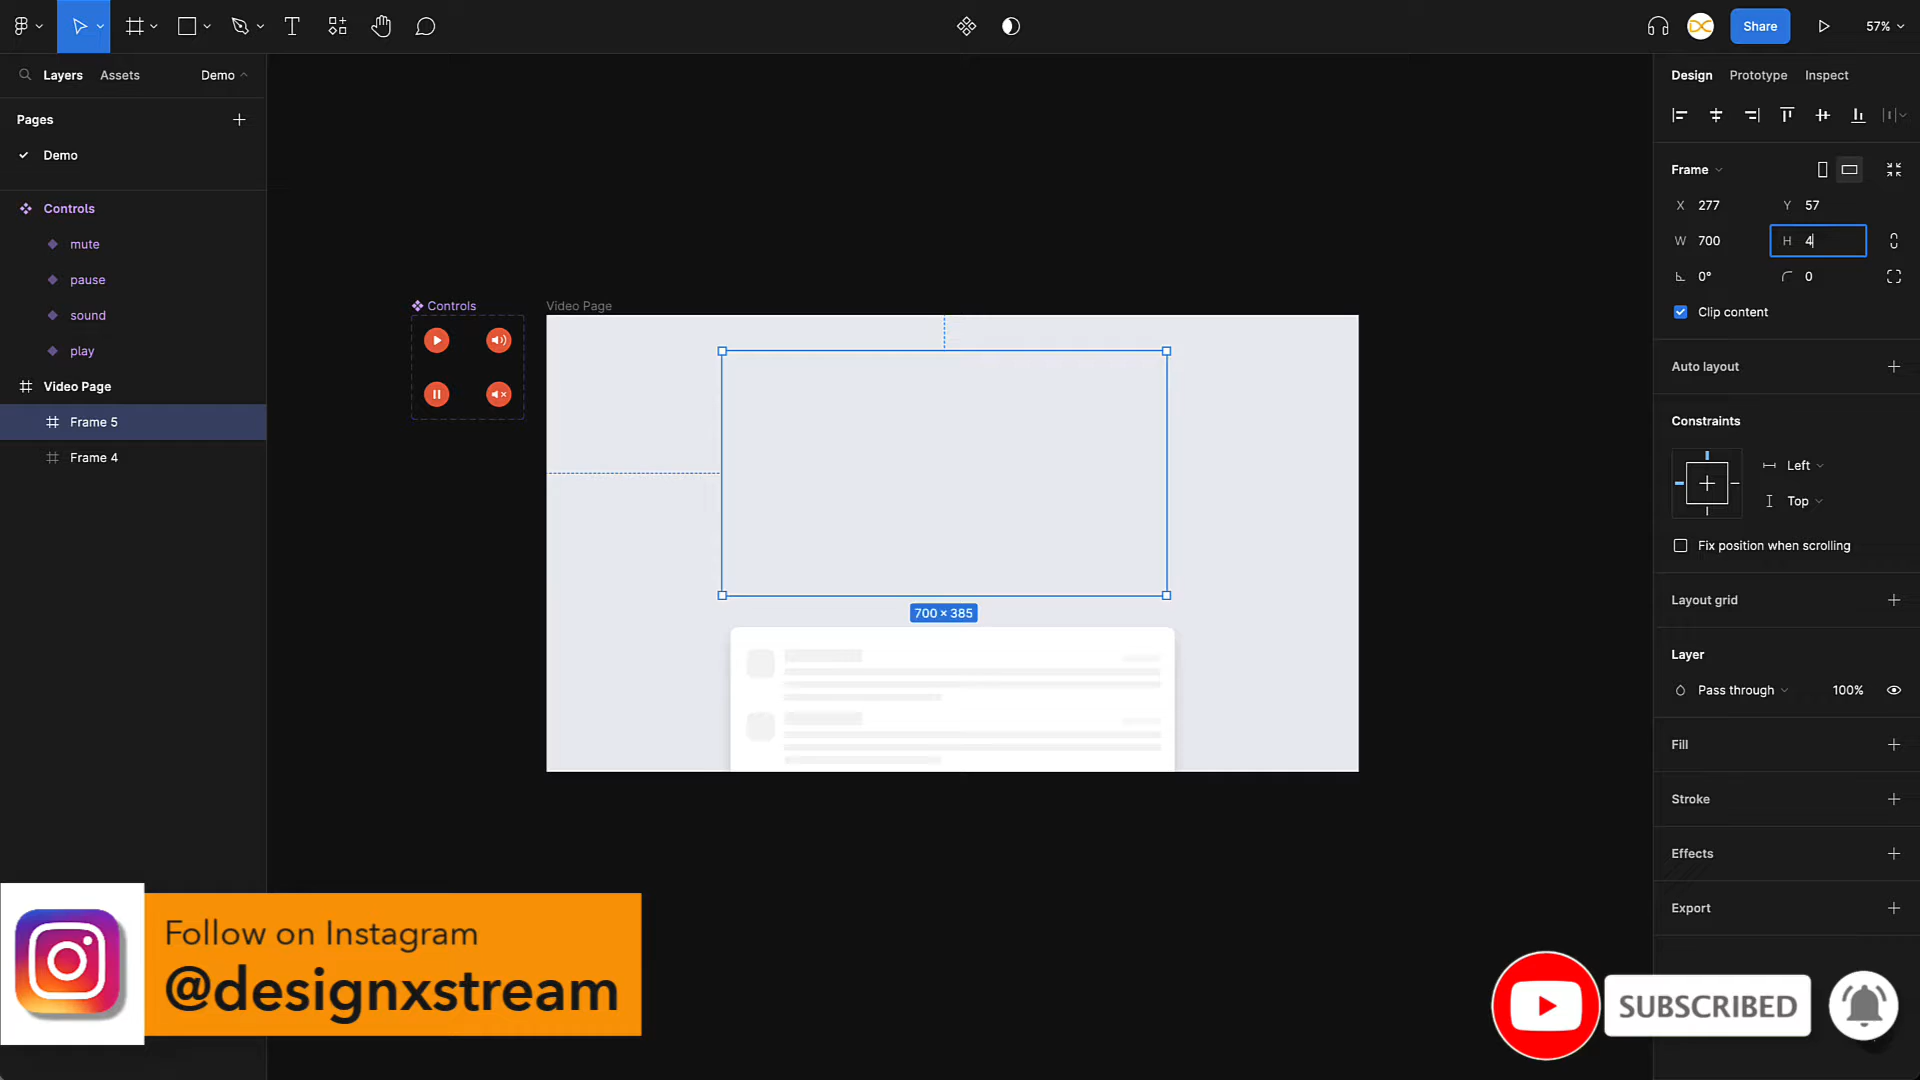 Share
57%
Layers
Assets
Demo
Pages
Demo
Controls
mute
pause
sound
play
Video Page
Frame 5
Frame 4
Controls
Video Page
700 × 385
Design
Prototype
Inspect
Frame
X 277
Y 57
W 700
H 4
0°
0
Clip content
Auto layout
Constraints
Left
Top
Fix position when scrolling
Layout grid
Layer
Pass through
100%
Fill
Stroke
Effects
Export
Follow on Instagram
@designxstream
SUBSCRIBED